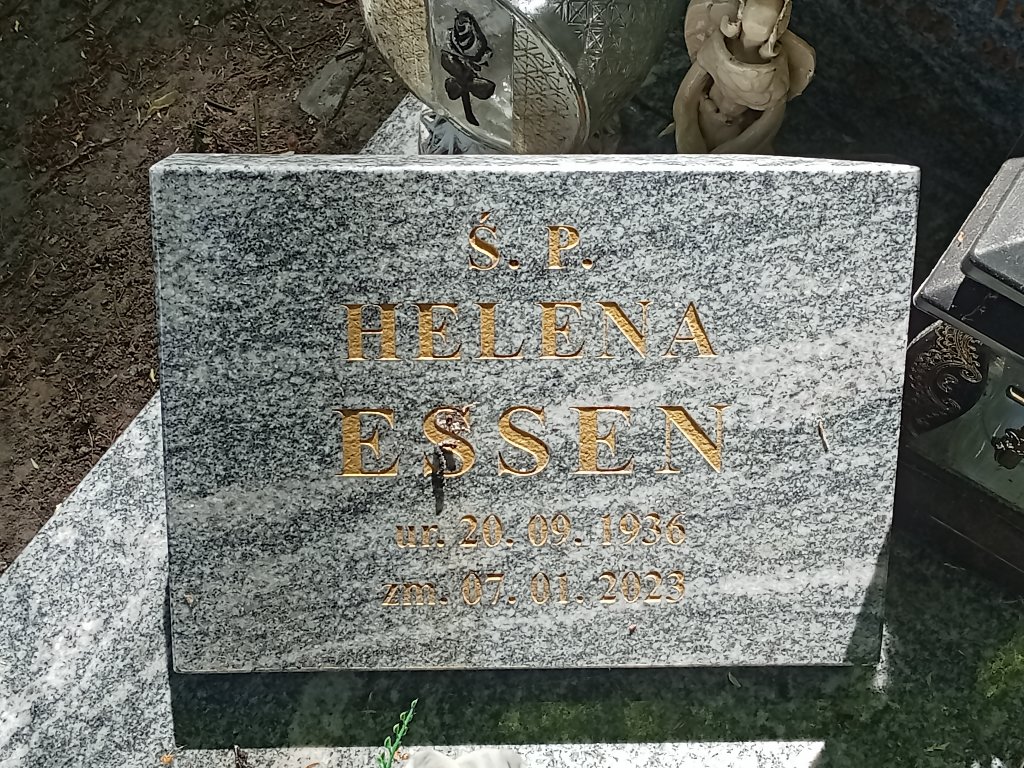 Ś. P.
HELENA
ESSEN
ur. 20. 09. 1936
zm. 07. 01. 2023